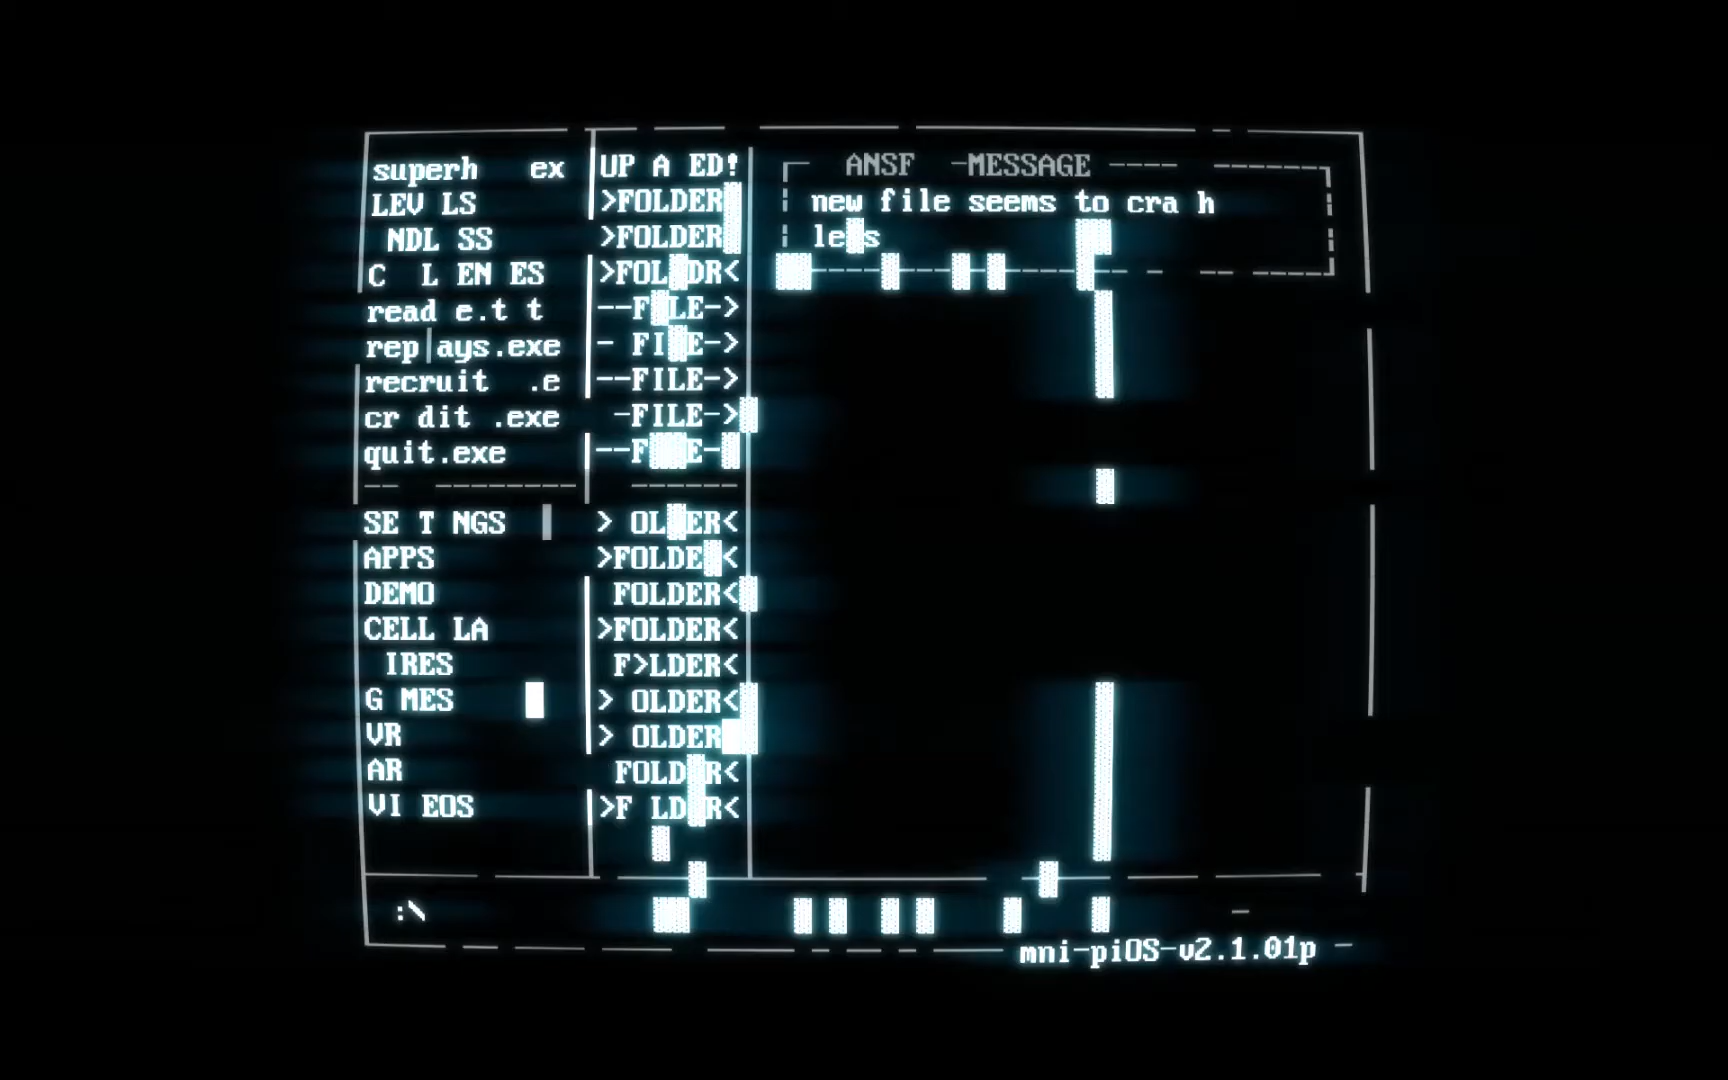 superh ex UP A ED!
LEV LS >FOLDER
NDL SS >FOLDER
C L EN ES >FOL DR<
read e.t t --F LE->
rep ays.exe - FI E->
recruit .e --FILE->
cr dit .exe -FILE->
quit.exe --F E-
SE T NGS > OL ER<
APPS >FOLDE <
DEMO FOLDER<
CELL LA >FOLDER<
IRES F>LDER<
G MES > OLDER<
VR > OLDER
AR FOLD R<
VI EOS >F LD R<
ANSF -MESSAGE
new file seems to cra h
le s
:\
mni-piOS-v2.1.01p